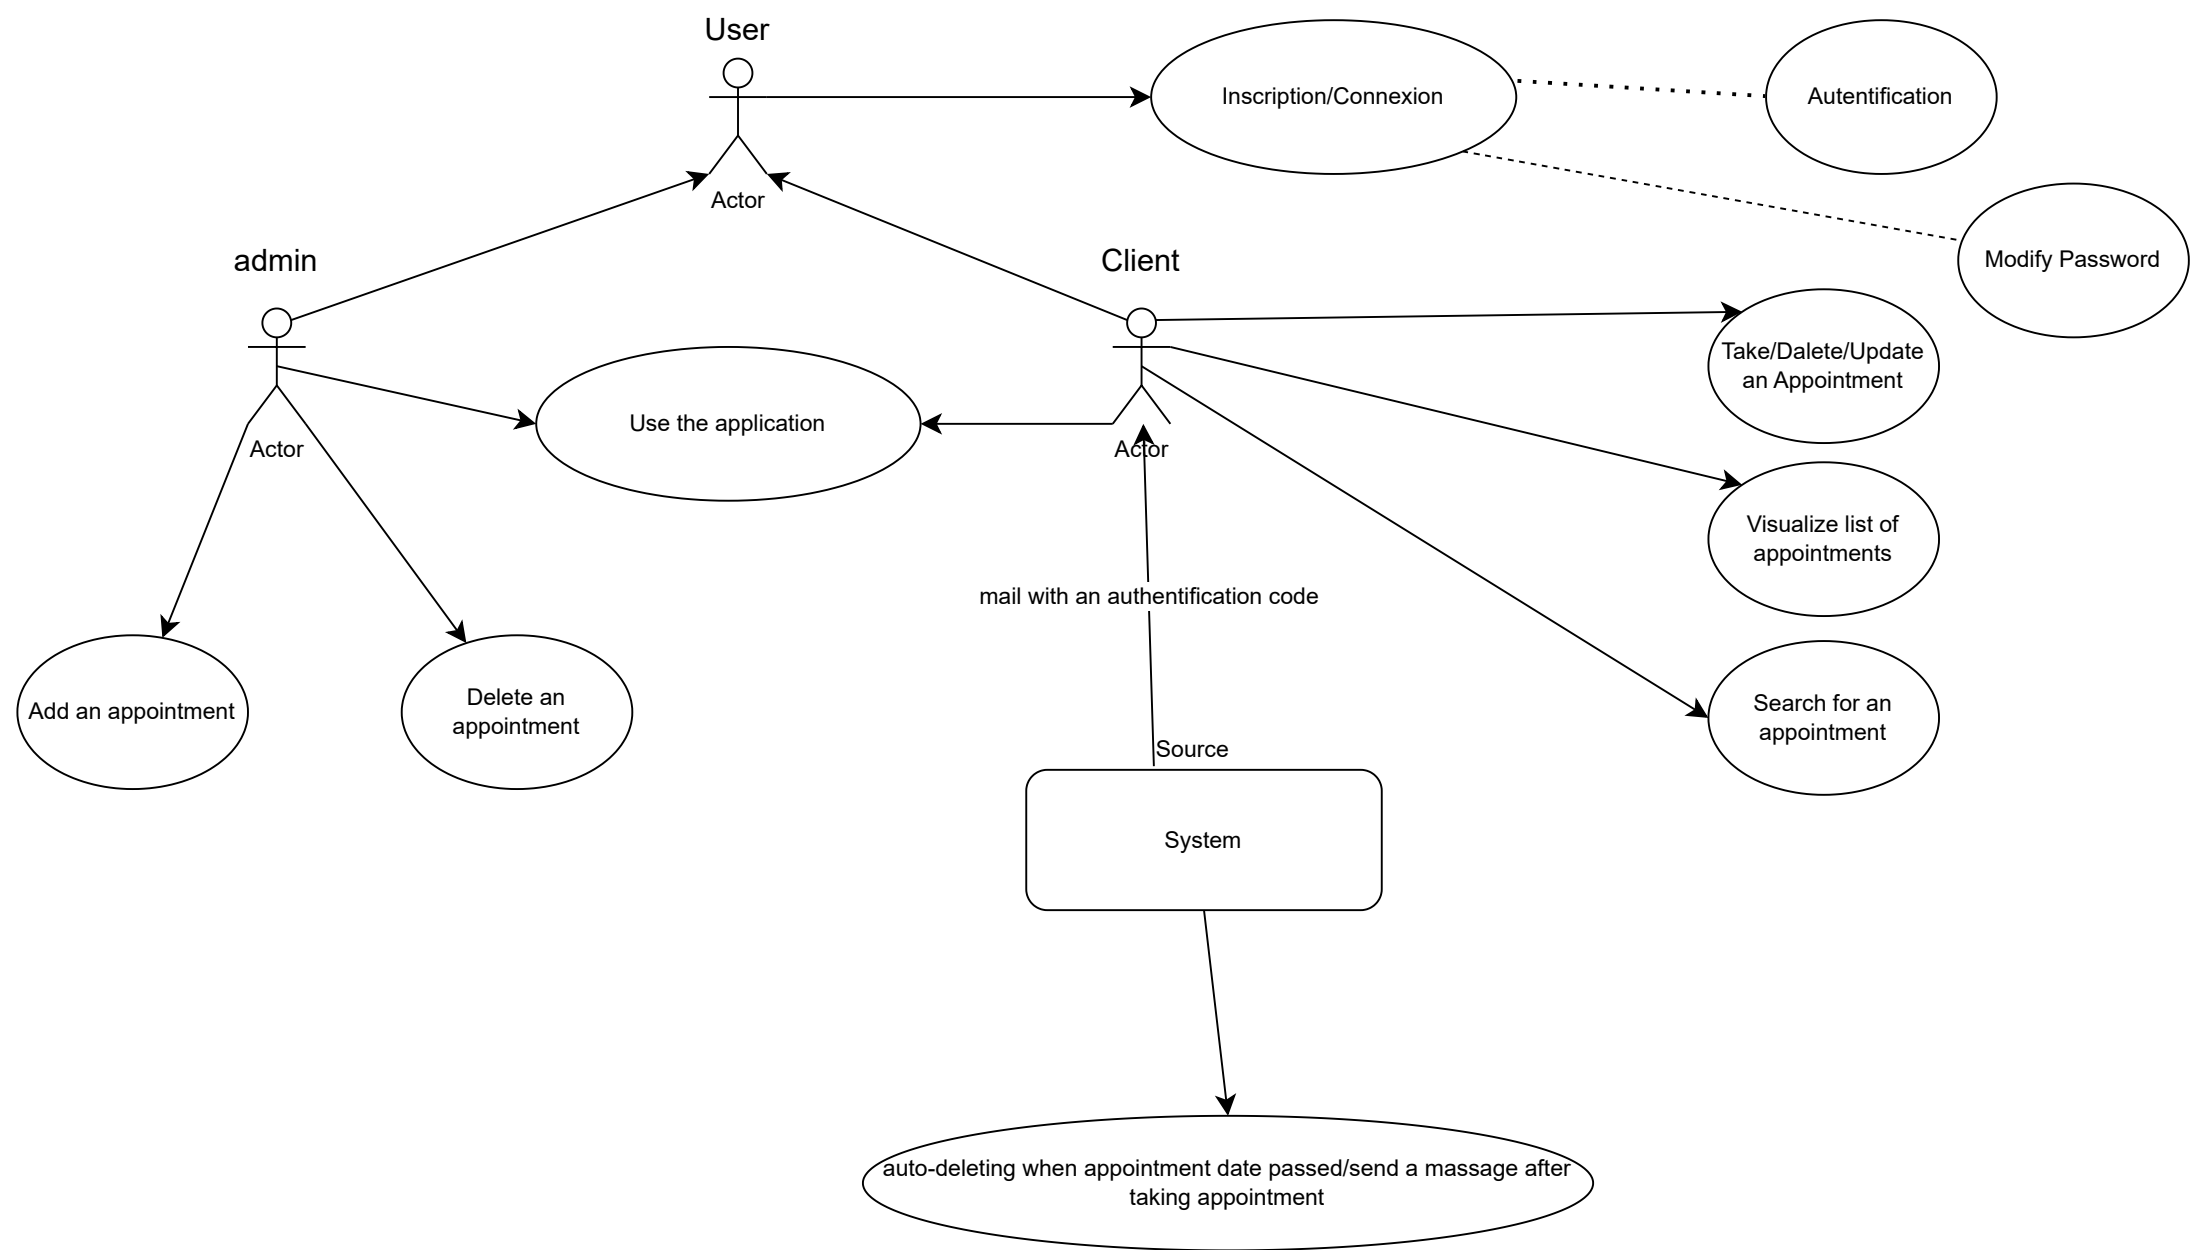 User
Inscription/Connexion
Autentification
Actor
admin
Client
Modify Password
Take/Dalete/Update
an Appointment
Use the application
Actor
Actor
Visualize list of
appointments
mail with an authentification code
Add an appointment
Delete an
appointment
Search for an
appointment
Source
System
auto-deleting when appointment date passed/send a massage after
taking appointment